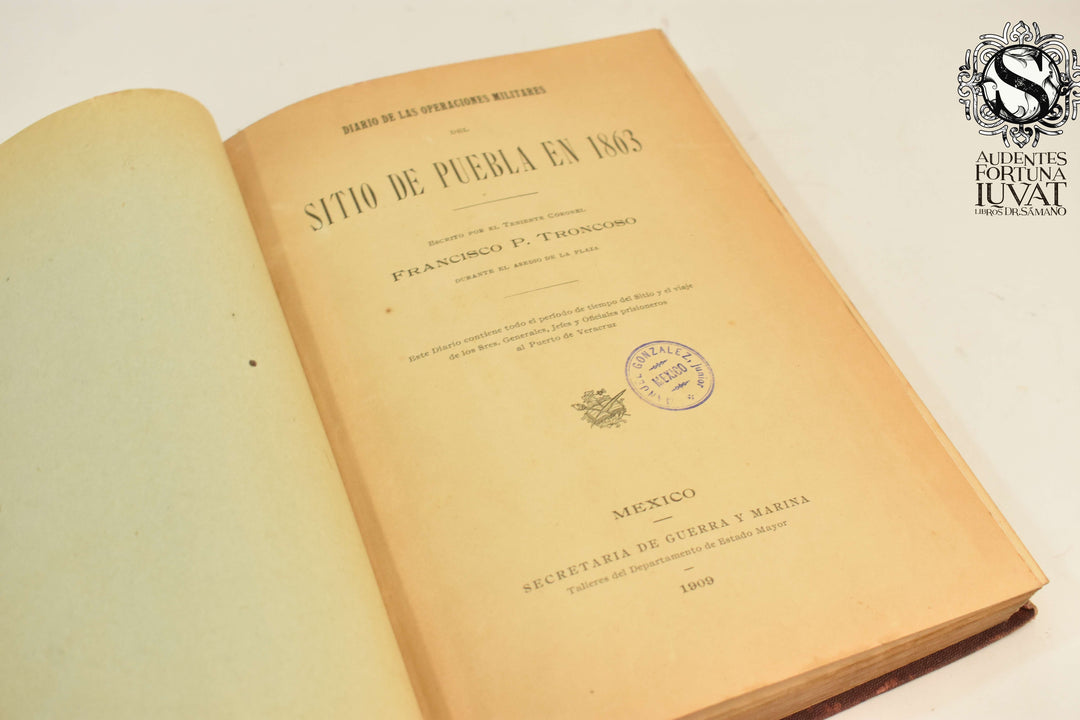 DIARIO DE LAS OPERACIONES MILITARES
DEL
SITIO DE PUEBLA EN 1863
ESCRITO POR EL TENIENTE CORONEL
FRANCISCO P. TRONCOSO
DURANTE EL ASEDIO DE LA PLAZA
Este Diario contiene todo el período de tiempo del Sitio y el viaje
de los Sres. Generales, Jefes y Oficiales prisioneros
al Puerto de Veracruz
MANUEL GONZALEZ, junior
MEXICO
MEXICO
SECRETARIA DE GUERRA Y MARINA
Talleres del Departamento de Estado Mayor
1909
S
AUDENTES
FORTUNA
IUVAT
LIBROS DR. SÁMANO